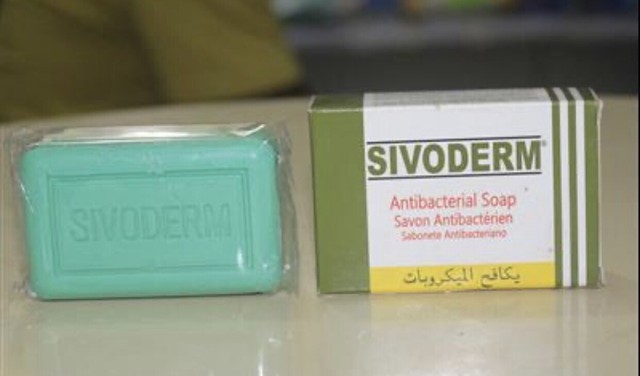 SIVODERM
SIVODERM®
Antibacterial Soap
Savon Antibactérien
Sabonete Antibacteriano
يكافح الميكروبات